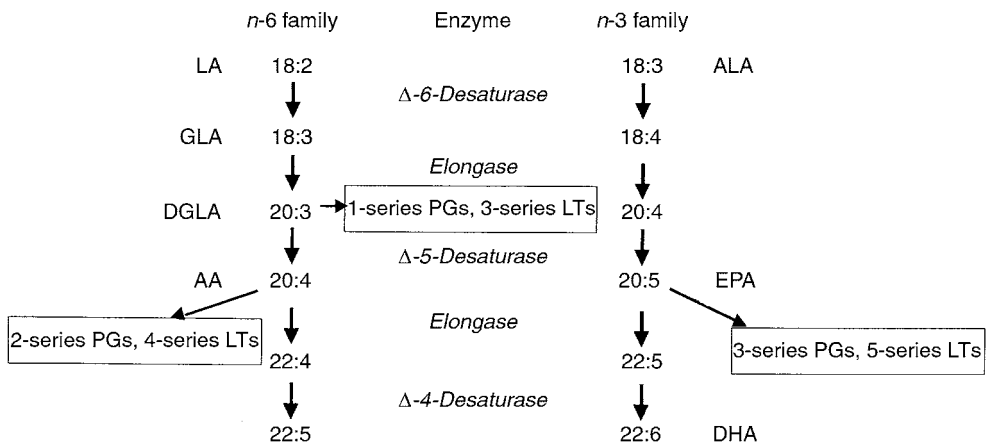 n-6 family Enzyme n-3 family
LA 18:2 18:3 ALA
Δ-6-Desaturase
GLA 18:3 18:4
Elongase
DGLA 20:3 1-series PGs, 3-series LTs 20:4
Δ-5-Desaturase
AA 20:4 20:5 EPA
Elongase
2-series PGs, 4-series LTs 22:4 22:5 3-series PGs, 5-series LTs
Δ-4-Desaturase
22:5 22:6 DHA